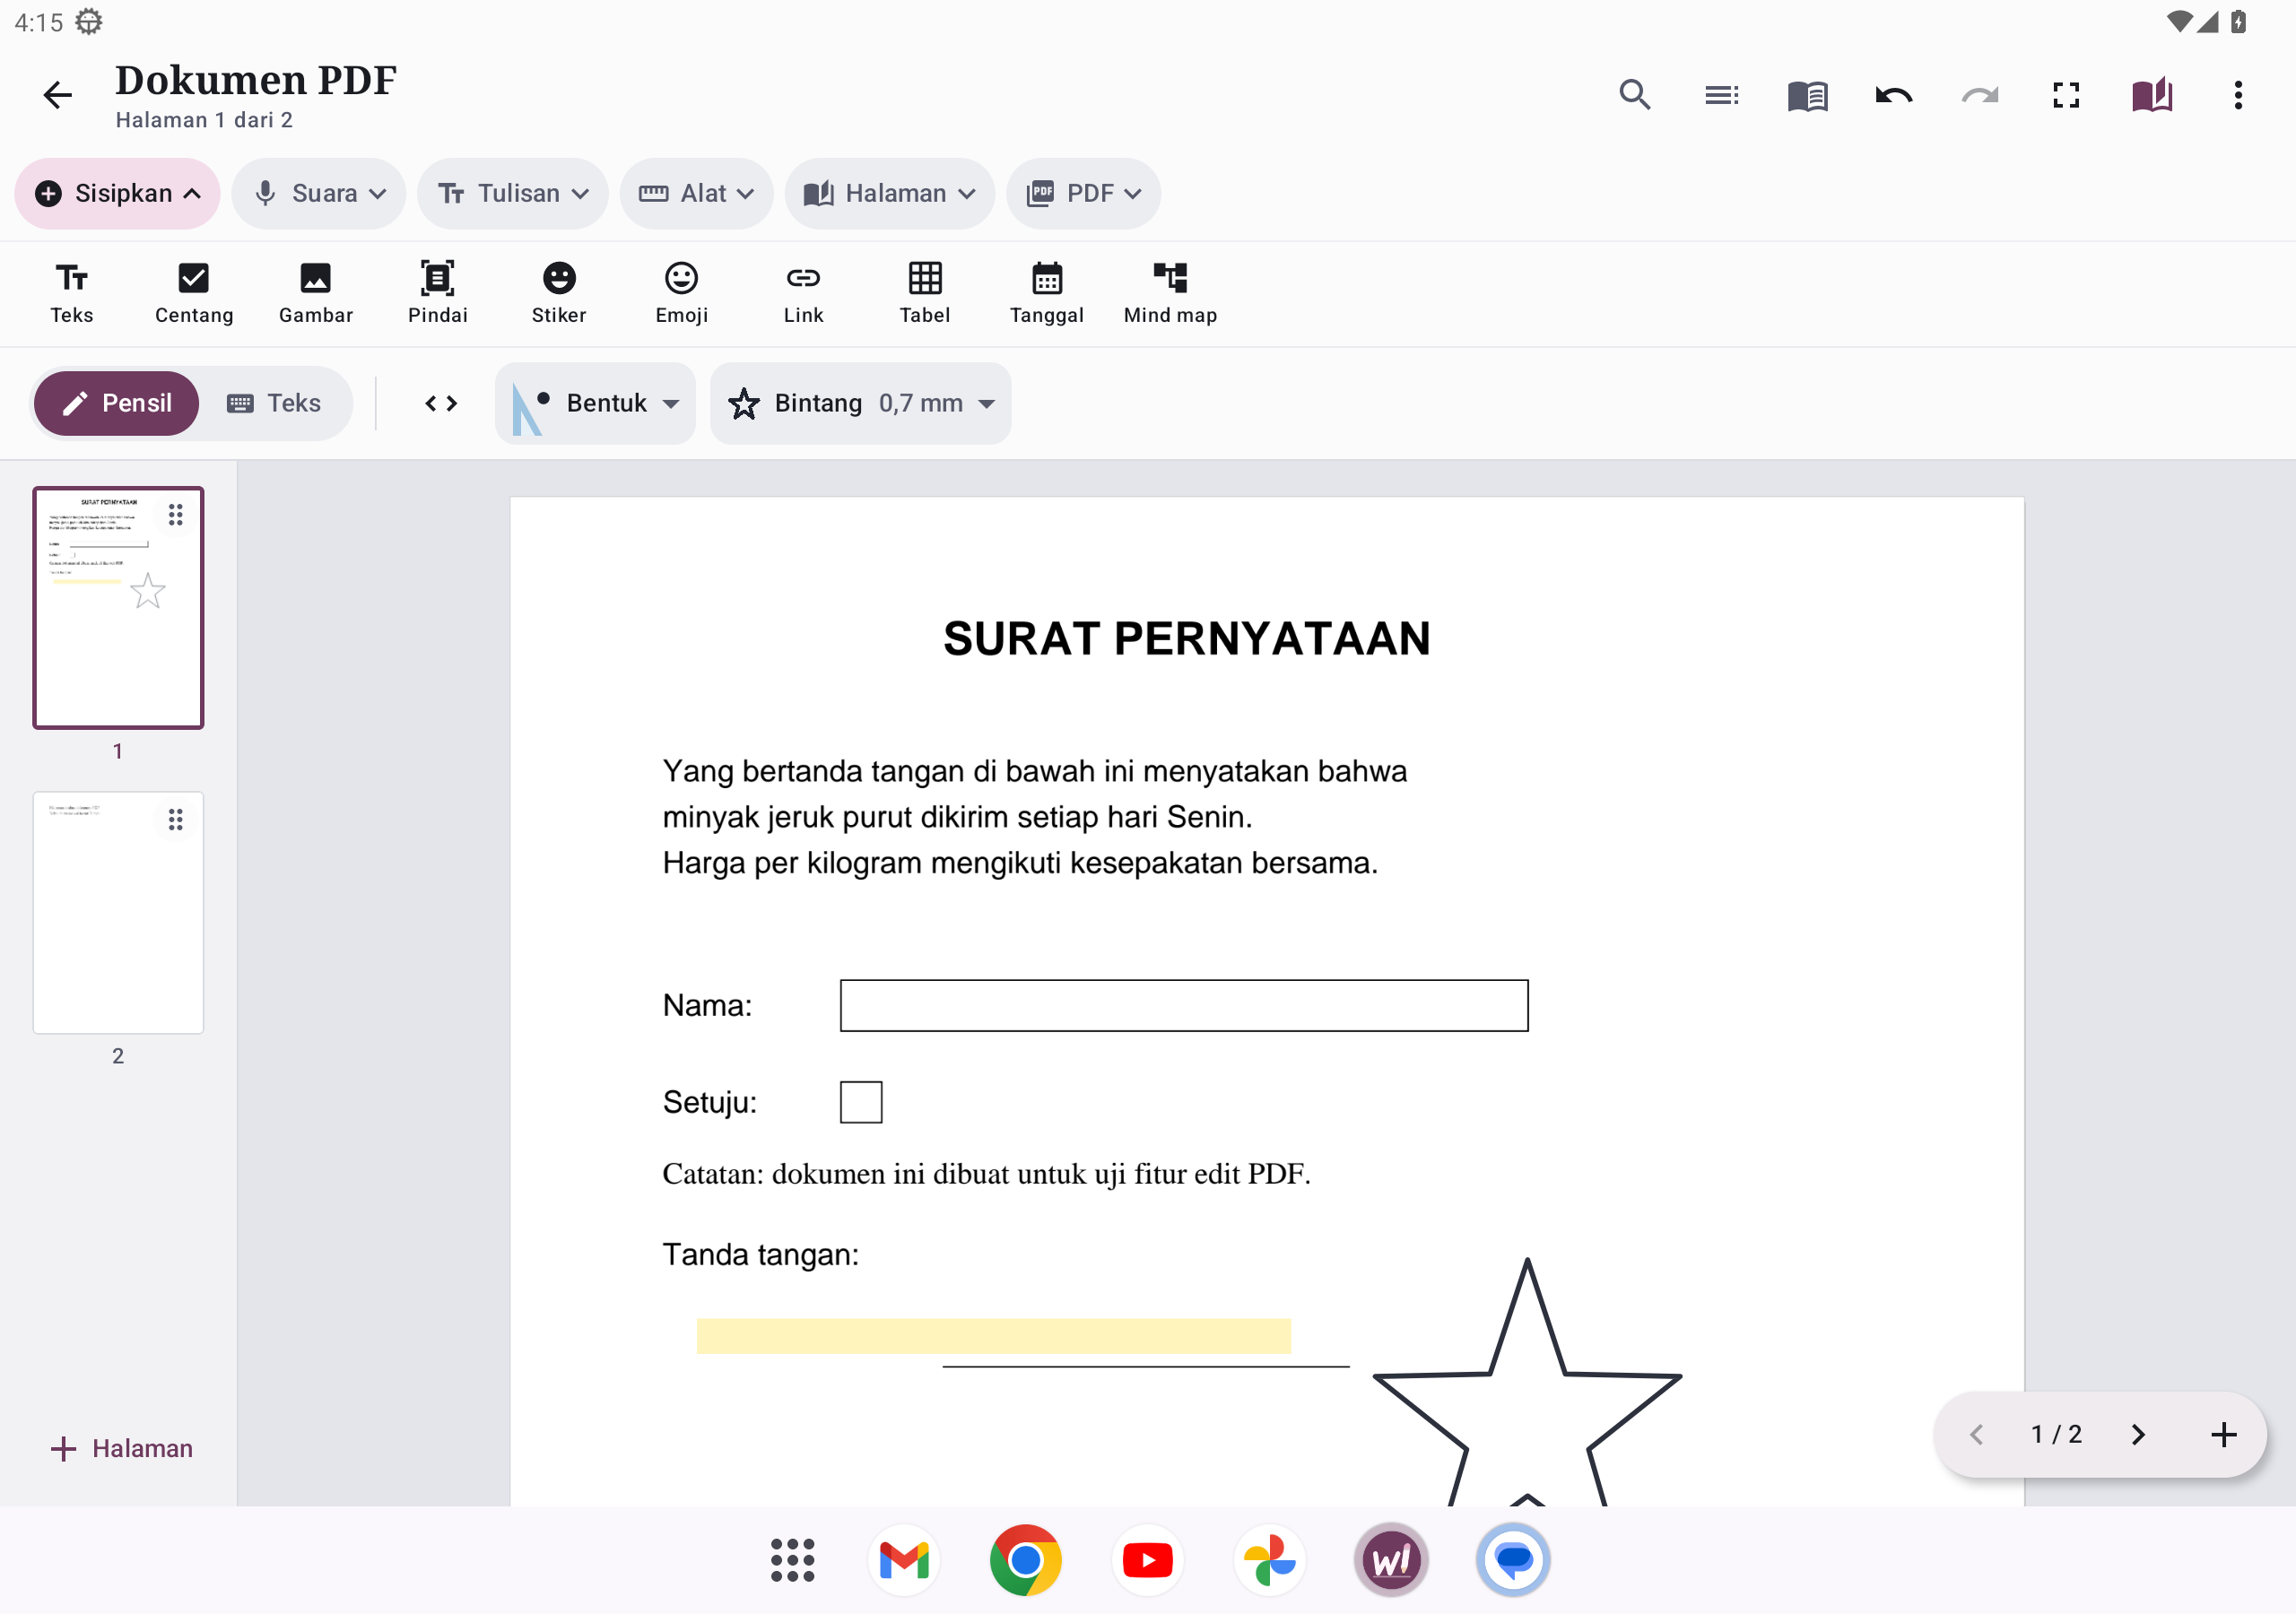 4:15
Dokumen PDF
Halaman 1 dari 2
Sisipkan
Suara
Tulisan
Alat
Halaman
PDF
PDF
Teks
Centang
Gambar
Pindai
Stiker
Emoji
Link
Tabel
Tanggal
Mind map
Pensil
Teks
Bentuk
Bintang 0,7 mm
SURAT PERNYATAAN
1
2
Halaman
SURAT PERNYATAAN
Yang bertanda tangan di bawah ini menyatakan bahwa
minyak jeruk purut dikirim setiap hari Senin.
Harga per kilogram mengikuti kesepakatan bersama.
Nama:
Setuju:
Catatan: dokumen ini dibuat untuk uji fitur edit PDF.
Tanda tangan:
1 / 2